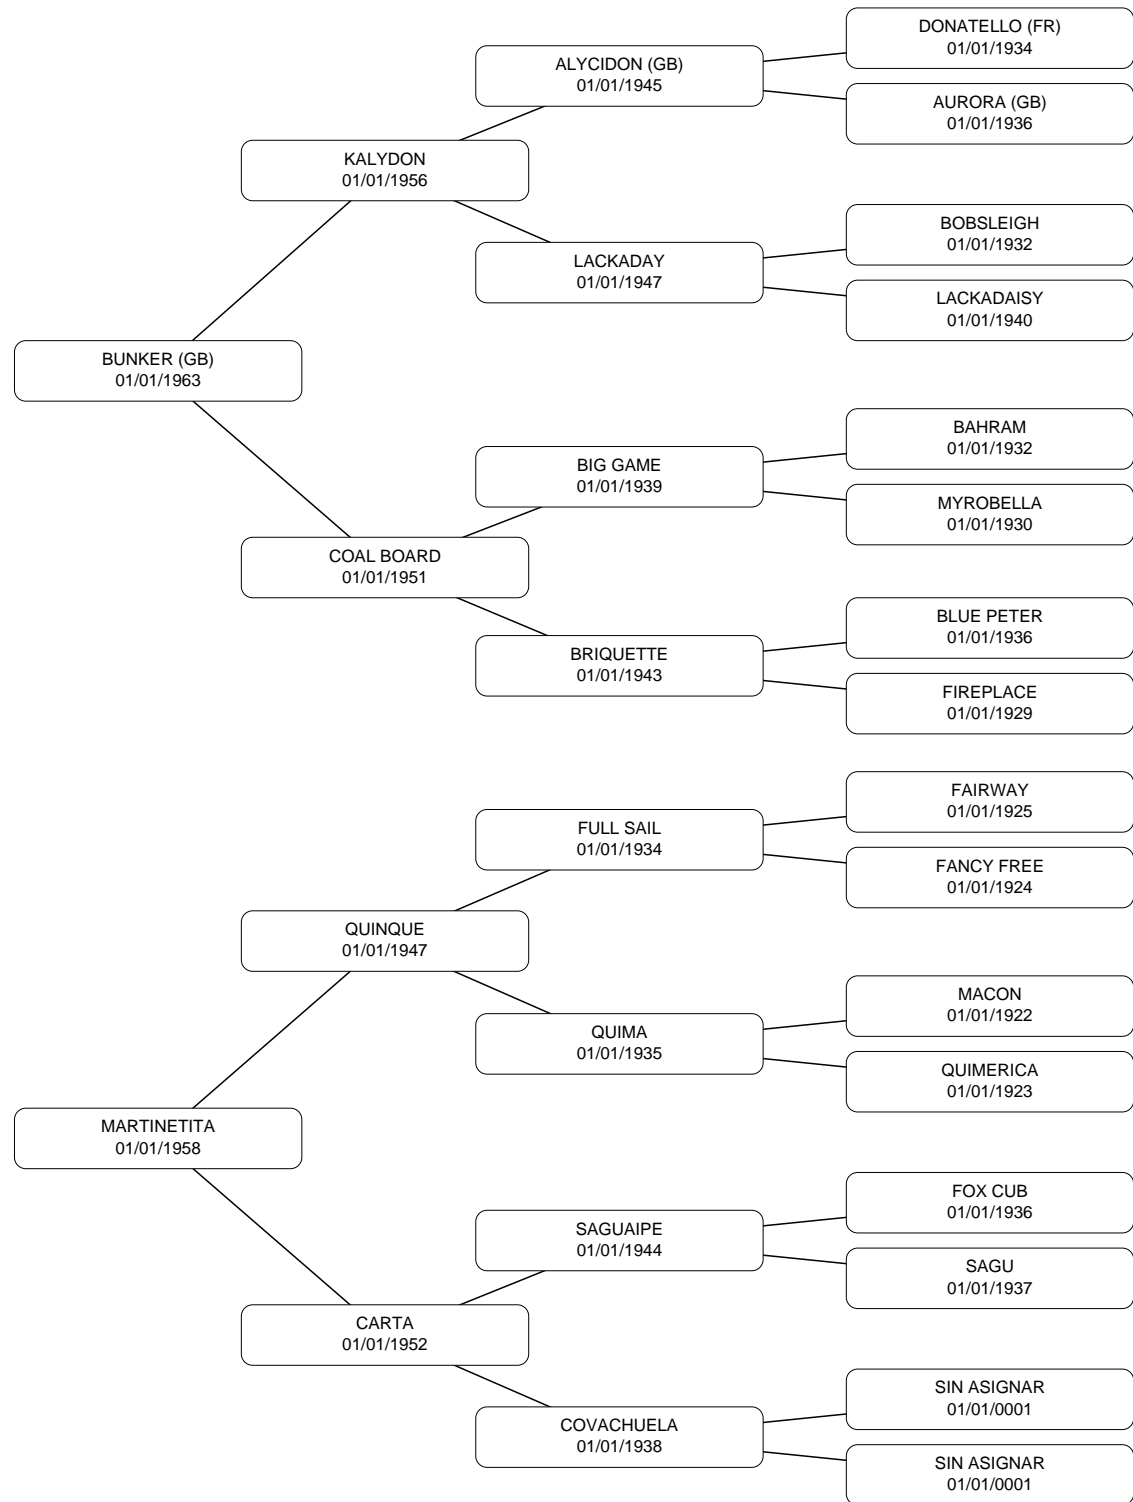 DONATELLO (FR)
01/01/1934
ALYCIDON (GB)
01/01/1945
AURORA (GB)
01/01/1936
KALYDON
01/01/1956
BOBSLEIGH
01/01/1932
LACKADAY
01/01/1947
LACKADAISY
01/01/1940
BUNKER (GB)
01/01/1963
BAHRAM
01/01/1932
BIG GAME
01/01/1939
MYROBELLA
01/01/1930
COAL BOARD
01/01/1951
BLUE PETER
01/01/1936
BRIQUETTE
01/01/1943
FIREPLACE
01/01/1929
FAIRWAY
01/01/1925
FULL SAIL
01/01/1934
FANCY FREE
01/01/1924
QUINQUE
01/01/1947
MACON
01/01/1922
QUIMA
01/01/1935
QUIMERICA
01/01/1923
MARTINETITA
01/01/1958
FOX CUB
01/01/1936
SAGUAIPE
01/01/1944
SAGU
01/01/1937
CARTA
01/01/1952
SIN ASIGNAR
01/01/0001
COVACHUELA
01/01/1938
SIN ASIGNAR
01/01/0001